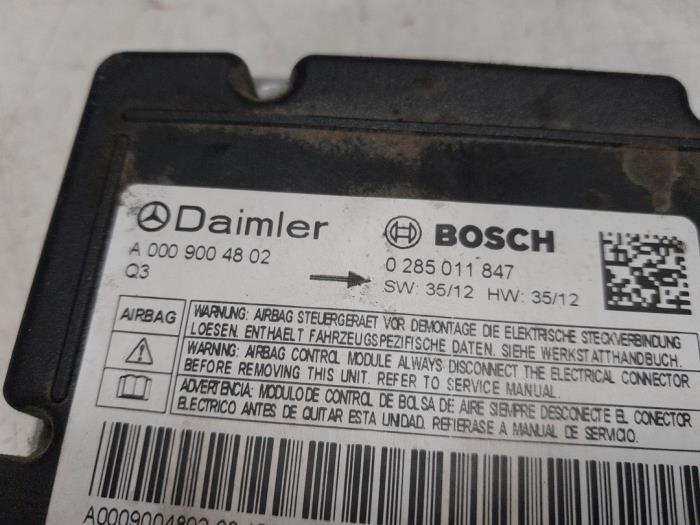 Daimler BOSCH
A 000 900 48 02 0 285 011 847
Q3 SW: 35/12 HW: 35/12
AIRBAG
WARNUNG: AIRBAG STEUERGERAET VOR DEMONTAGE DIE ELEKTRISCHE STECKVERBINDUNG
LOESEN. ENTHAELT FAHRZEUGSPEZIFISCHE DATEN. SIEHE WERKSTATTHANDBUCH.
WARNING: AIRBAG CONTROL MODULE ALWAYS DISCONNECT THE ELECTRICAL CONNECTOR
BEFORE REMOVING THIS UNIT. REFER TO SERVICE MANUAL.
ADVERTENCIA: MODULO DE CONTROL DE BOLSA DE AIRE SIEMPRE DESCONECTE EL CONECTOR
ELECTRICO ANTES DE QUITAR ESTA UNIDAD. REFIERASE A MANUAL DE SERVICIO.
A0009004802